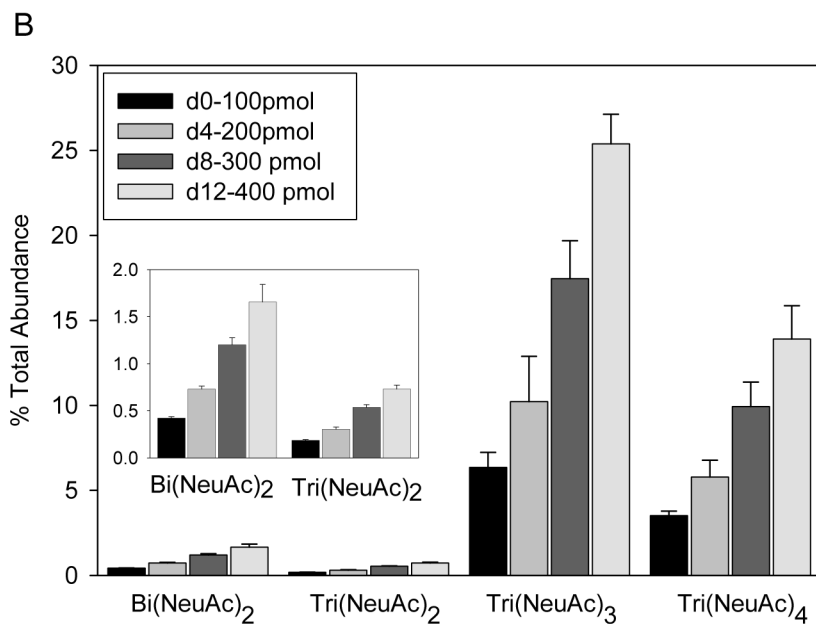 B
% Total Abundance
30
25
20
15
10
5
0
d0-100pmol
d4-200pmol
d8-300 pmol
d12-400 pmol
2.0
1.5
1.0
0.5
0.0
Bi(NeuAc)2 Tri(NeuAc)2
Bi(NeuAc)2 Tri(NeuAc)2 Tri(NeuAc)3 Tri(NeuAc)4